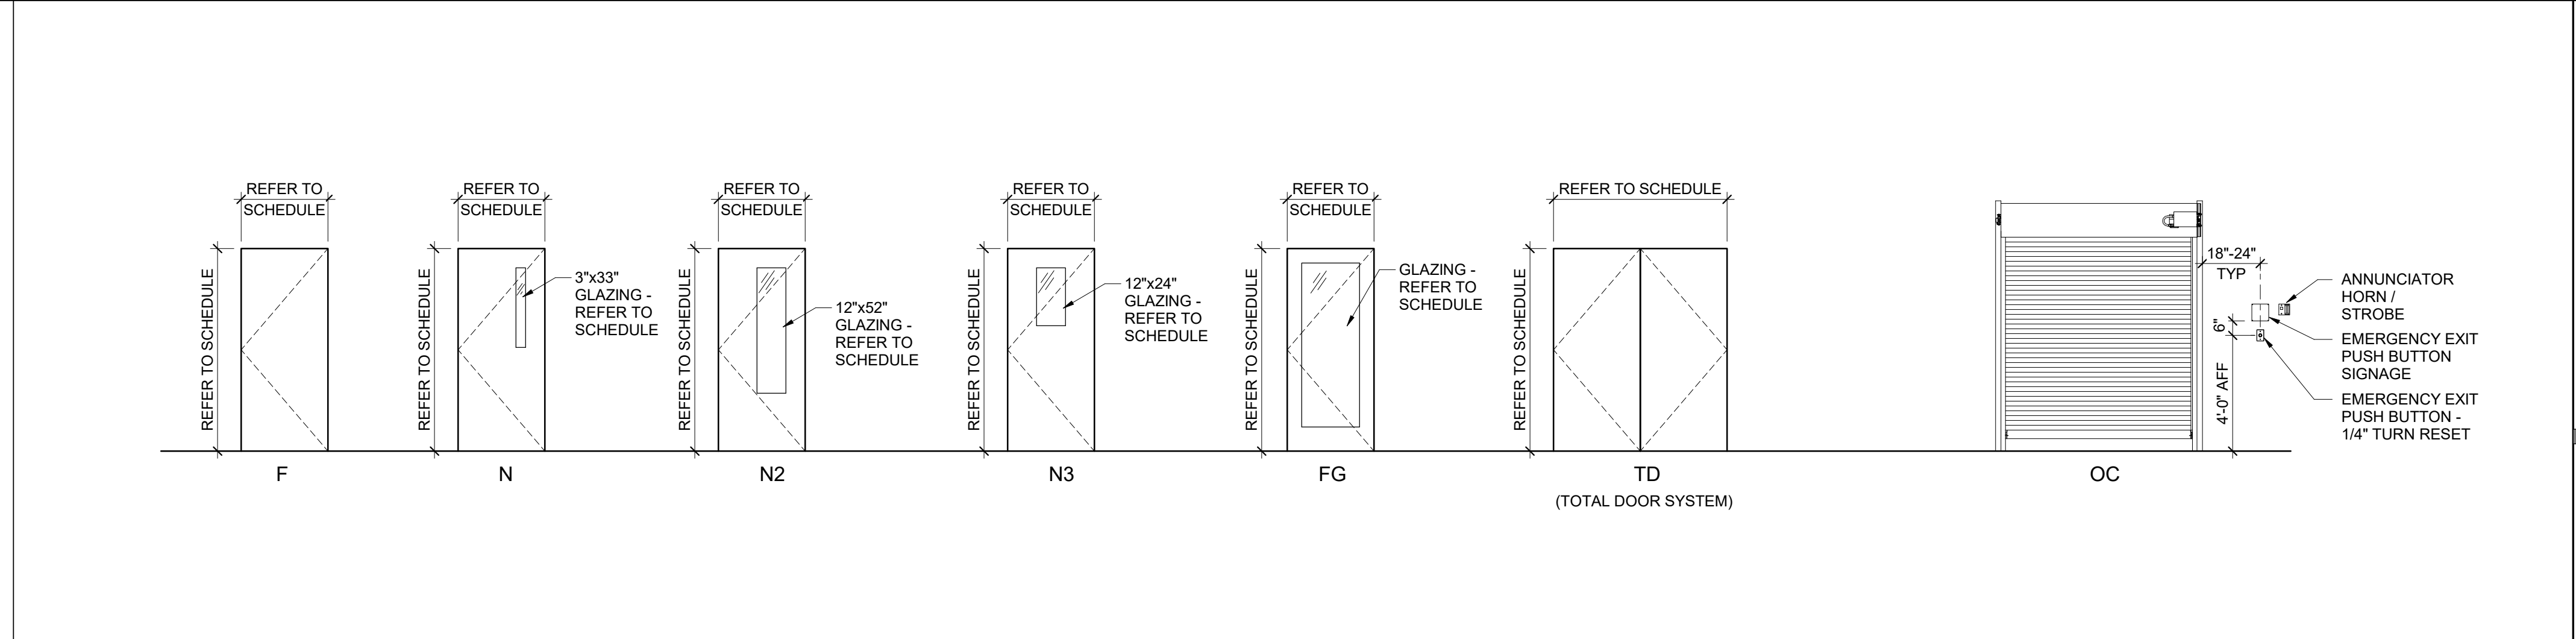 REFER TO
SCHEDULE
REFER TO SCHEDULE
F
REFER TO
SCHEDULE
REFER TO SCHEDULE
3"x33"
GLAZING -
REFER TO
SCHEDULE
N
REFER TO
SCHEDULE
REFER TO SCHEDULE
12"x52"
GLAZING -
REFER TO
SCHEDULE
N2
REFER TO
SCHEDULE
REFER TO SCHEDULE
12"x24"
GLAZING -
REFER TO
SCHEDULE
N3
REFER TO
SCHEDULE
REFER TO SCHEDULE
GLAZING -
REFER TO
SCHEDULE
FG
REFER TO SCHEDULE
REFER TO SCHEDULE
TD
(TOTAL DOOR SYSTEM)
18"-24"
TYP
6"
4'-0" AFF
ANNUNCIATOR
HORN /
STROBE
EMERGENCY EXIT
PUSH BUTTON
SIGNAGE
EMERGENCY EXIT
PUSH BUTTON -
1/4" TURN RESET
OC